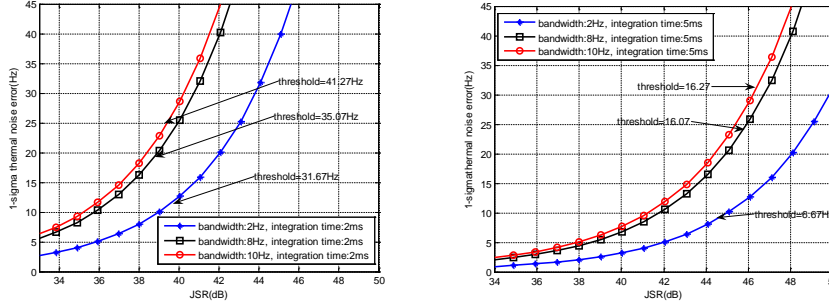 45
40
35
30
25
20
15
10
5
0
1-sigma thermal noise error(Hz)
34 36 38 40 42 44 46 48 50
JSR(dB)
threshold=41.27Hz
threshold=35.07Hz
threshold=31.67Hz
bandwidth:2Hz, integration time:2ms
bandwidth:8Hz, integration time:2ms
bandwidth:10Hz, integration time:2ms
45
40
35
30
25
20
15
10
5
0
1-sigmathermal noise error(Hz)
34 36 38 40 42 44 46 48
JSR(dB)
bandwidth:2Hz, integration time:5ms
bandwidth:8Hz, integration time:5ms
bandwidth:10Hz, integration time:5ms
threshold=16.27
threshold=16.07
threshold=6.67Hz